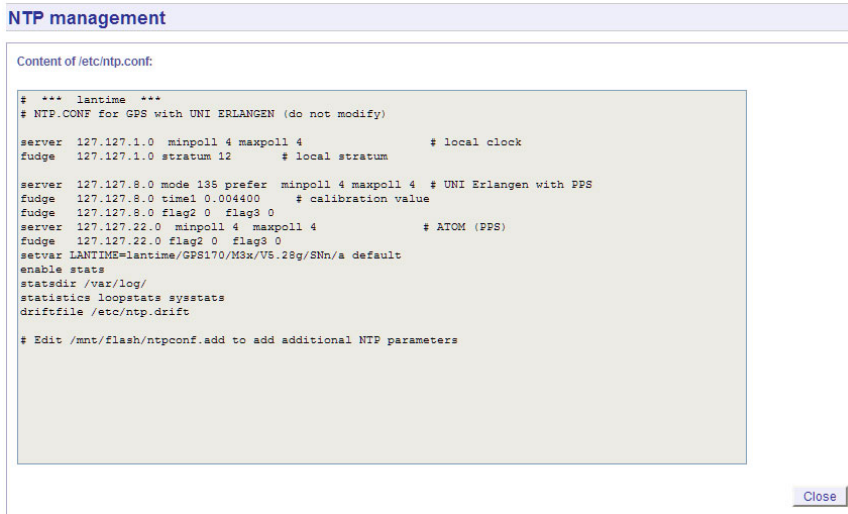 NTP management
Content of /etc/ntp.conf:
# *** lantime ***
# NTP.CONF for GPS with UNI ERLANGEN (do not modify)
server 127.127.1.0 minpoll 4 maxpoll 4 # local clock
fudge 127.127.1.0 stratum 12 # local stratum
server 127.127.8.0 mode 135 prefer minpoll 4 maxpoll 4 # UNI Erlangen with PPS
fudge 127.127.8.0 time1 0.004400 # calibration value
fudge 127.127.8.0 flag2 0 flag3 0
server 127.127.22.0 minpoll 4 maxpoll 4 # ATOM (PPS)
fudge 127.127.22.0 flag2 0 flag3 0
setvar LANTIME=lantime/GPS170/M3x/V5.28g/SNn/a default
enable stats
statsdir /var/log/
statistics loopstats sysstats
driftfile /etc/ntp.drift
# Edit /mnt/flash/ntpconf.add to add additional NTP parameters
Close